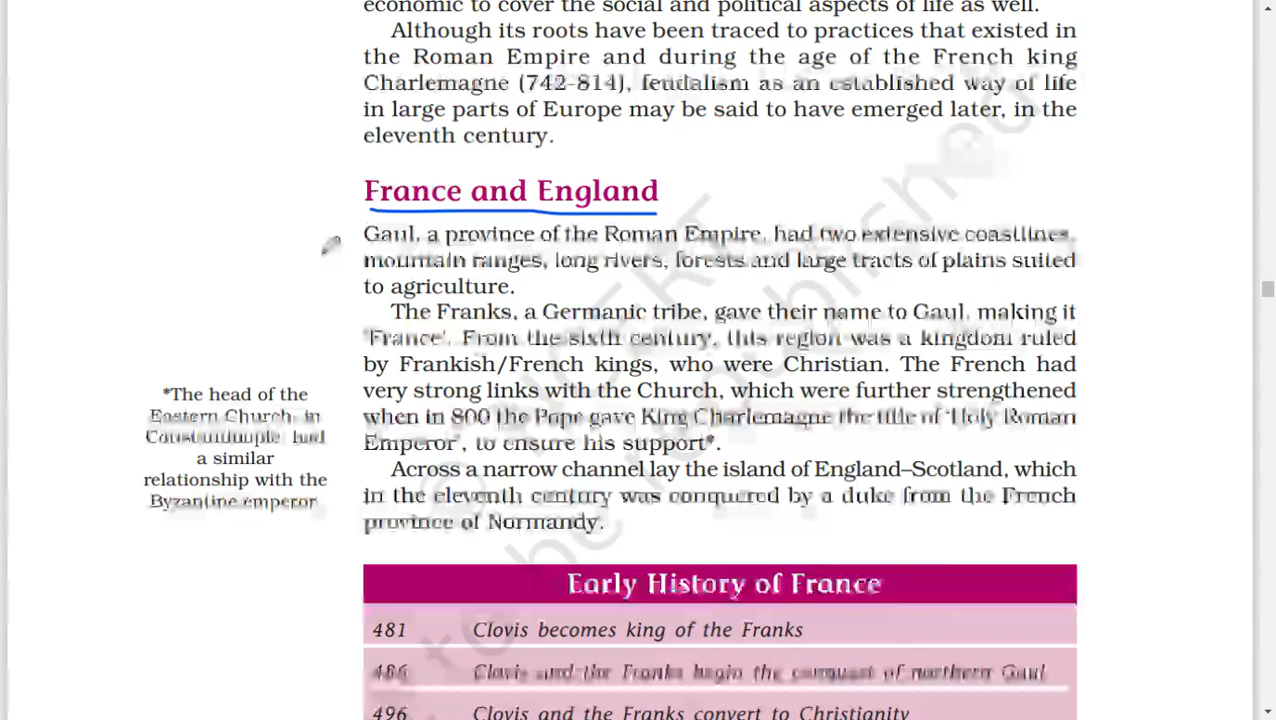 economic to cover the social and political aspects of life as well.
Although its roots have been traced to practices that existed in
the Roman Empire and during the age of the French king
Charlemagne (742-814), feudalism as an established way of life
in large parts of Europe may be said to have emerged later, in the
eleventh century.
France and England
Gaul, a province of the Roman Empire, had two extensive coastlines,
mountain ranges, long rivers, forests and large tracts of plains suited
to agriculture.
The Franks, a Germanic tribe, gave their name to Gaul, making it
'France'. From the sixth century, this region was a kingdom ruled
by Frankish/French kings, who were Christian. The French had
very strong links with the Church, which were further strengthened
when in 800 the Pope gave King Charlemagne the title of 'Holy Roman
Emperor', to ensure his support*.
*The head of the
Eastern Church, in
Constantinople, had
a similar
relationship with the
Byzantine emperor
Across a narrow channel lay the island of England–Scotland, which
in the eleventh century was conquered by a duke from the French
province of Normandy.
Early History of France
481 Clovis becomes king of the Franks
486 Clovis and the Franks begin the conquest of northern Gaul
496 Clovis and the Franks convert to Christianity
© NCERT
to be republished